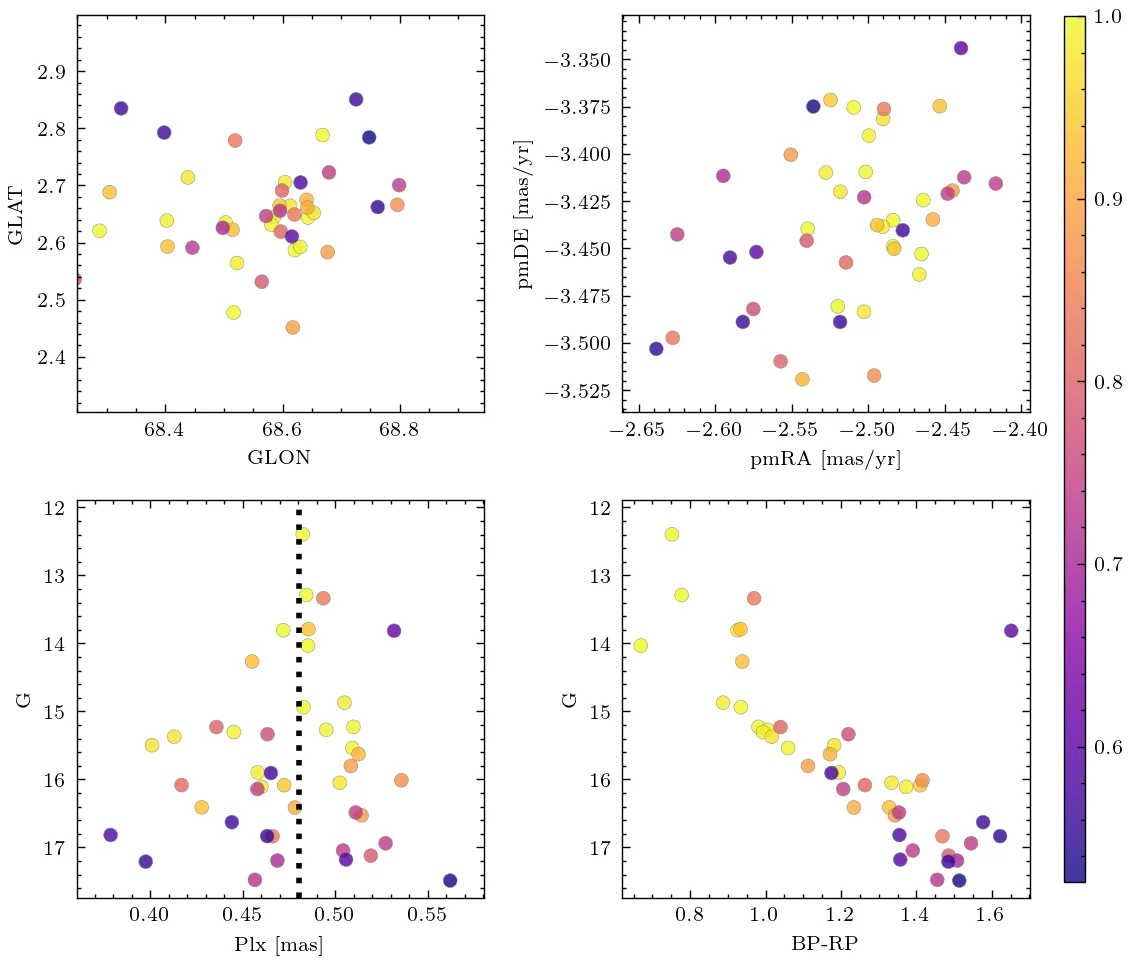 2.9
2.8
2.7
2.6
2.5
2.4
GLAT
68.4 68.6 68.8
GLON
−3.350
−3.375
−3.400
−3.425
−3.450
−3.475
−3.500
−3.525
pmDE [mas/yr]
−2.65 −2.60 −2.55 −2.50 −2.45 −2.40
pmRA [mas/yr]
12
13
14
15
16
17
G
0.40 0.45 0.50 0.55
Plx [mas]
12
13
14
15
16
17
G
0.8 1.0 1.2 1.4 1.6
BP-RP
1.0
0.9
0.8
0.7
0.6